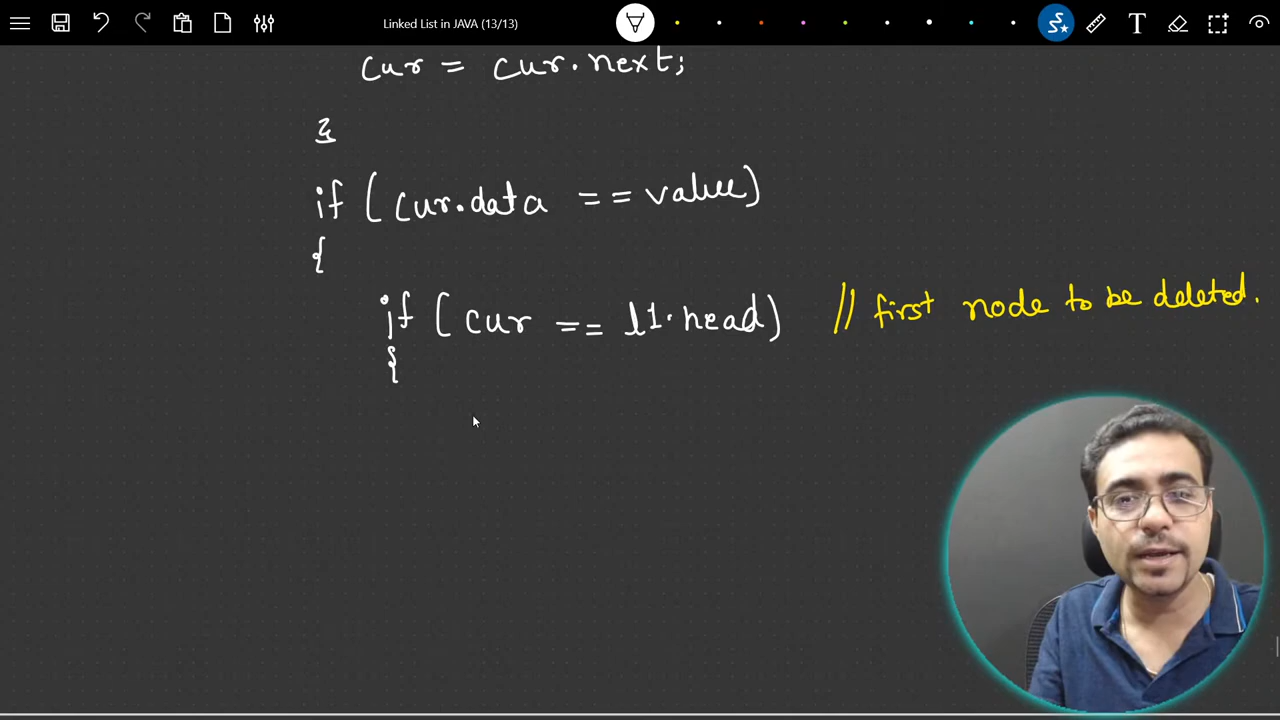 Linked List in JAVA (13/13)
T
cur = cur.next;
}
if (cur.data == value)
{
if (cur == l1.head) // first node to be deleted.
{